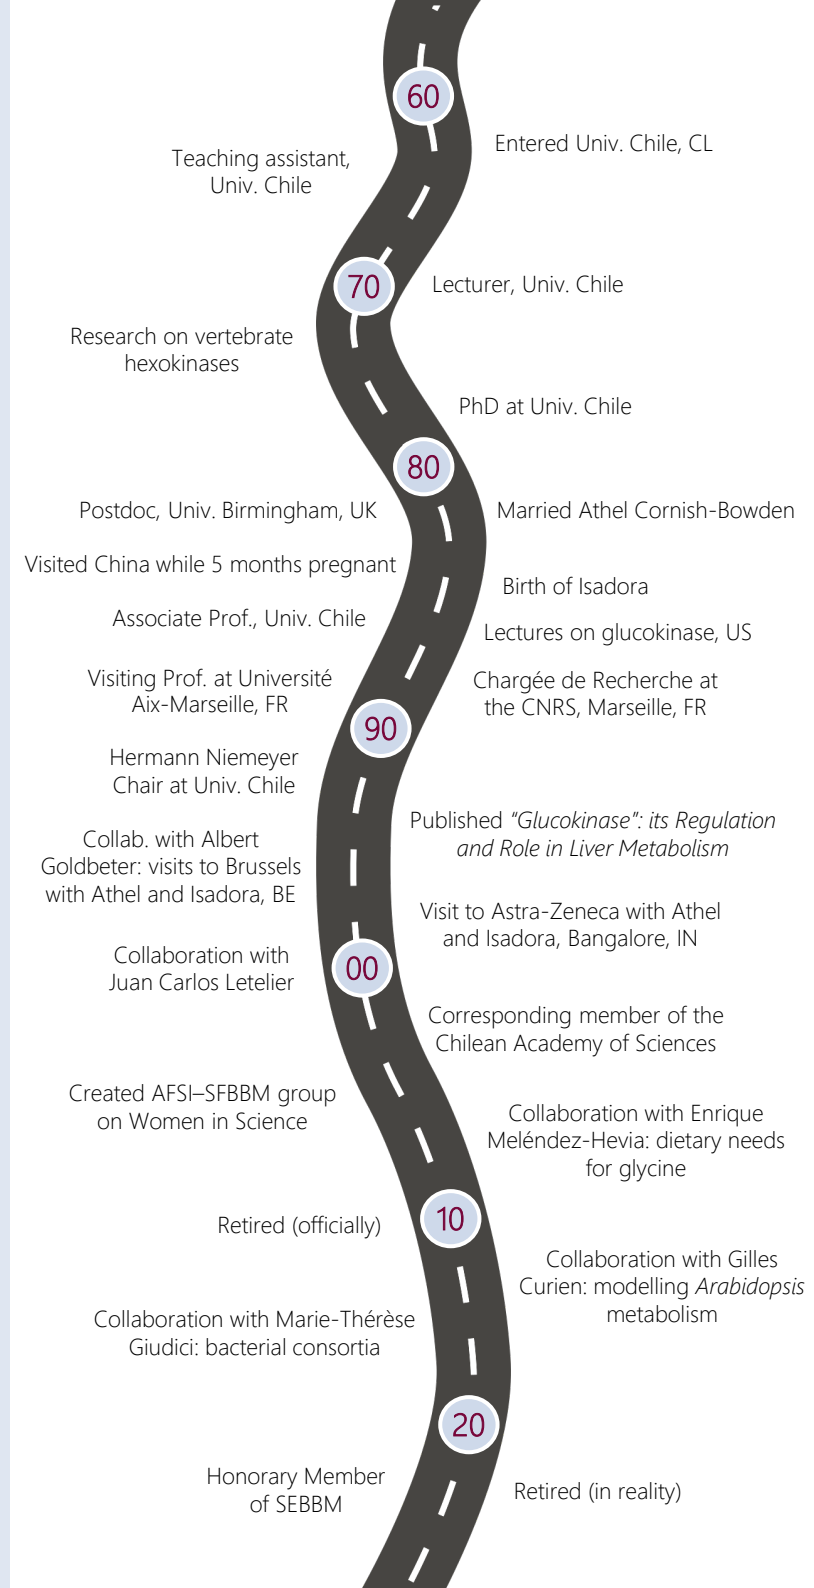 60
Entered Univ. Chile, CL
Teaching assistant,
Univ. Chile
70
Lecturer, Univ. Chile
Research on vertebrate
hexokinases
PhD at Univ. Chile
80
Postdoc, Univ. Birmingham, UK
Married Athel Cornish-Bowden
Visited China while 5 months pregnant
Birth of Isadora
Associate Prof., Univ. Chile
Lectures on glucokinase, US
Visiting Prof. at Université
Aix-Marseille, FR
Chargée de Recherche at
the CNRS, Marseille, FR
90
Hermann Niemeyer
Chair at Univ. Chile
Published "Glucokinase": its Regulation
and Role in Liver Metabolism
Collab. with Albert
Goldbeter: visits to Brussels
with Athel and Isadora, BE
Visit to Astra-Zeneca with Athel
and Isadora, Bangalore, IN
Collaboration with
Juan Carlos Letelier
00
Corresponding member of the
Chilean Academy of Sciences
Created AFSI–SFBBM group
on Women in Science
Collaboration with Enrique
Meléndez-Hevia: dietary needs
for glycine
10
Retired (officially)
Collaboration with Gilles
Curien: modelling Arabidopsis
metabolism
Collaboration with Marie-Thérèse
Giudici: bacterial consortia
20
Honorary Member
of SEBBM
Retired (in reality)